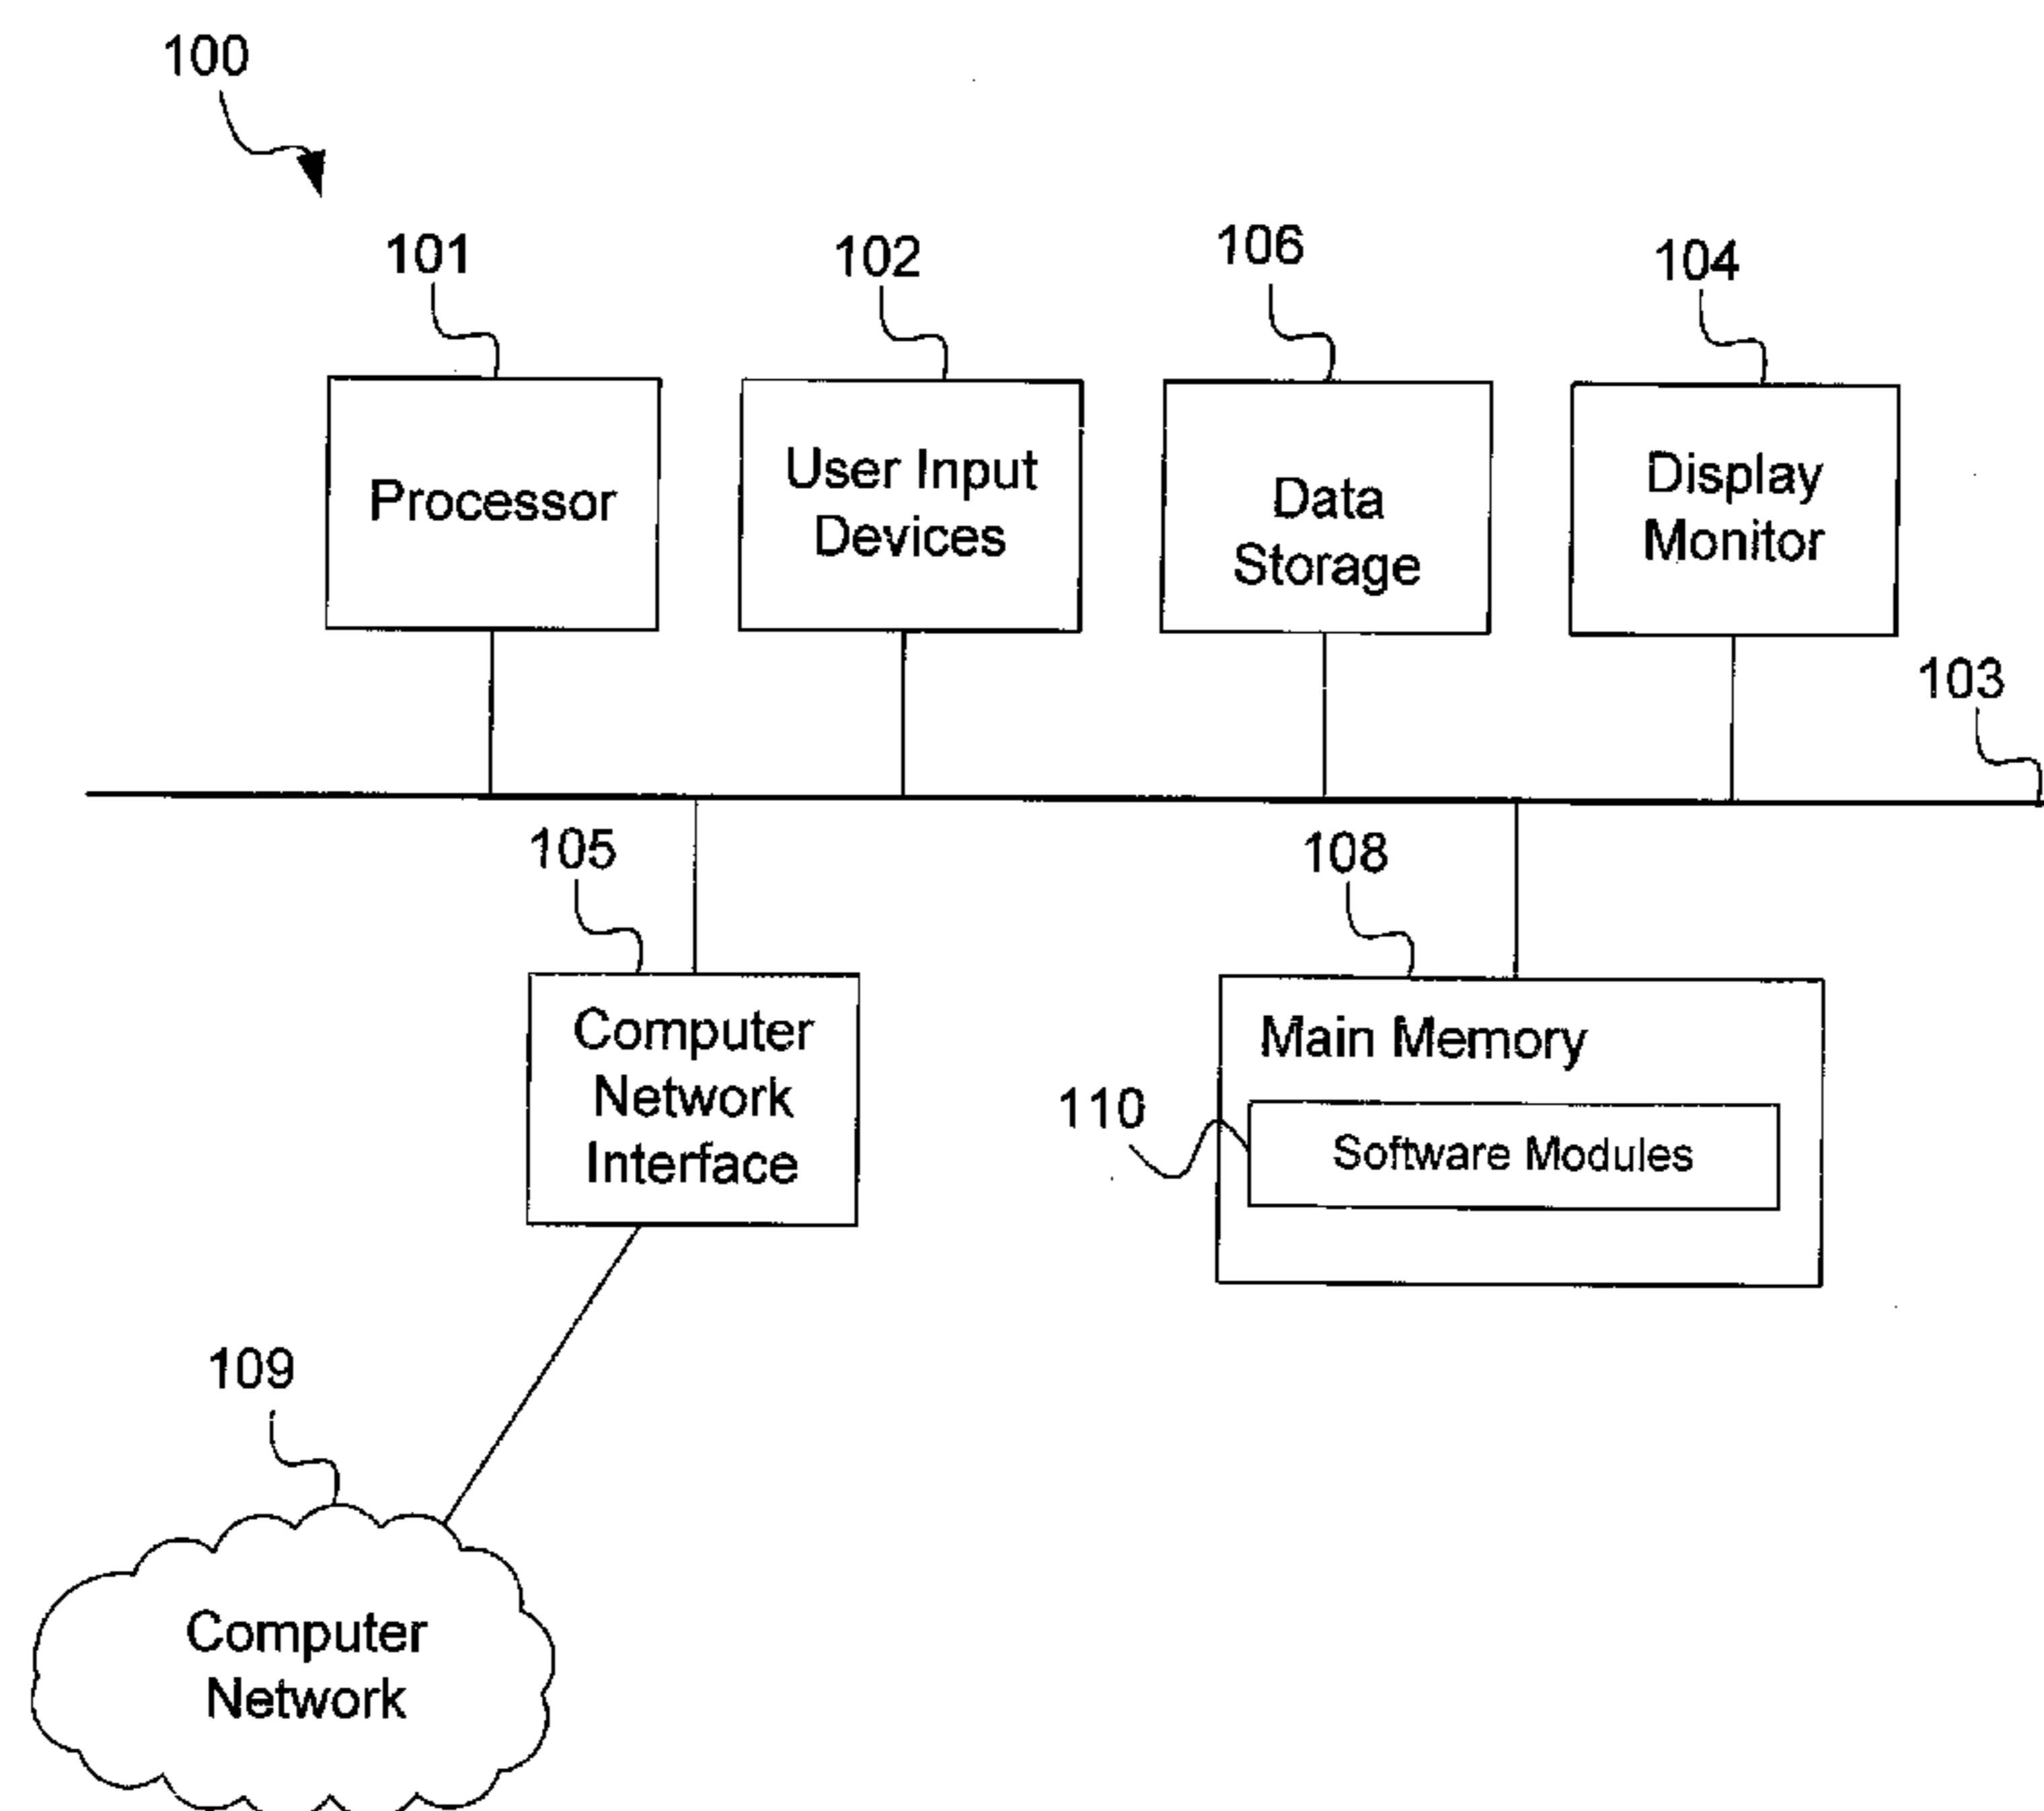 100
101
102
106
104
Processor
User Input
Devices
Data
Storage
Display
Monitor
103
105
108
Computer
Network
Interface
Main Memory
110
Software Modules
109
Computer
Network